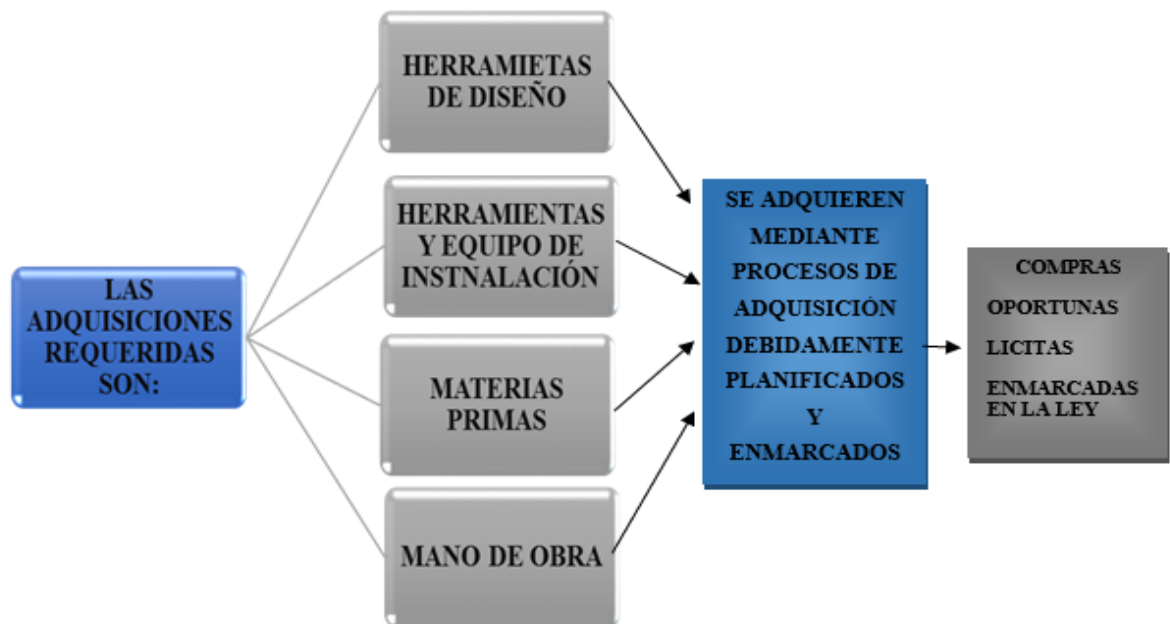 LAS
ADQUISICIONES
REQUERIDAS
SON:
HERRAMIETAS
DE DISEÑO
HERRAMIENTAS
Y EQUIPO DE
INSTNALACIÓN
MATERIAS
PRIMAS
MANO DE OBRA
SE ADQUIEREN
MEDIANTE
PROCESOS DE
ADQUISICIÓN
DEBIDAMENTE
PLANIFICADOS
Y
ENMARCADOS
COMPRAS
OPORTUNAS
LICITAS
ENMARCADAS
EN LA LEY